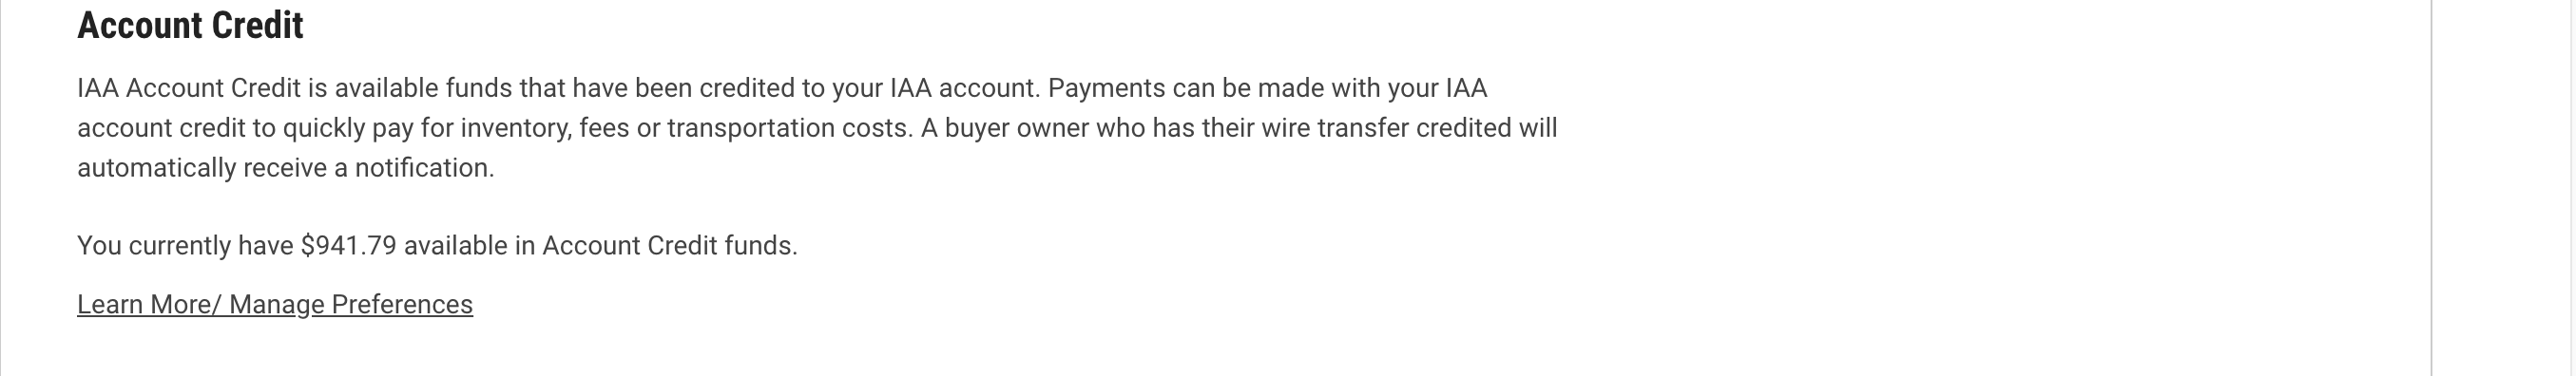 Account Credit
IAA Account Credit is available funds that have been credited to your IAA account. Payments can be made with your IAA
account credit to quickly pay for inventory, fees or transportation costs. A buyer owner who has their wire transfer credited will
automatically receive a notification.
You currently have $941.79 available in Account Credit funds.
Learn More/ Manage Preferences